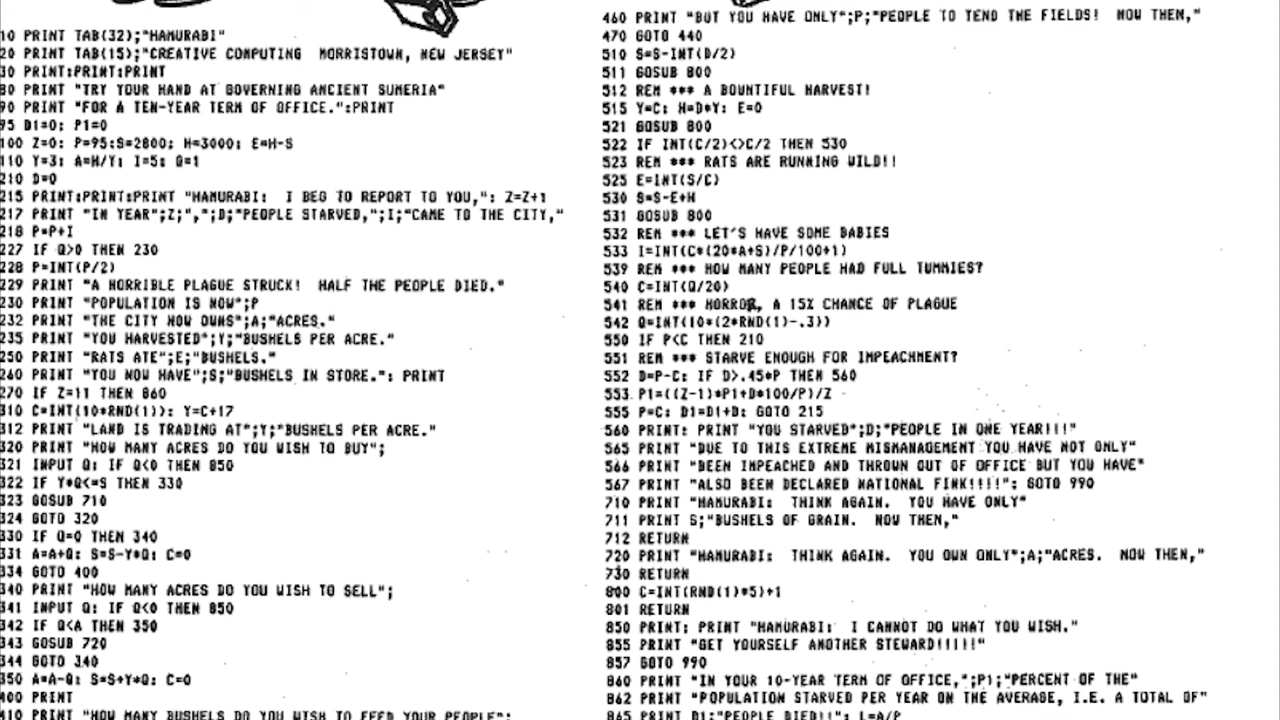 10 PRINT TAB(32);"HAMURABI"
20 PRINT TAB(15);"CREATIVE COMPUTING  MORRISTOWN, NEW JERSEY"
30 PRINT:PRINT:PRINT
80 PRINT "TRY YOUR HAND AT GOVERNING ANCIENT SUMERIA"
90 PRINT "FOR A TEN-YEAR TERM OF OFFICE.":PRINT
95 D1=0: P1=0
100 Z=0: P=95:S=2800: H=3000: E=H-S
110 Y=3: A=H/Y: I=5: Q=1
210 D=0
215 PRINT:PRINT:PRINT "HAMURABI:  I BEG TO REPORT TO YOU,": Z=Z+1
217 PRINT "IN YEAR";Z;",";D;"PEOPLE STARVED,";I;"CAME TO THE CITY,"
218 P=P+I
227 IF Q>0 THEN 230
228 P=INT(P/2)
229 PRINT "A HORRIBLE PLAGUE STRUCK!  HALF THE PEOPLE DIED."
230 PRINT "POPULATION IS NOW";P
232 PRINT "THE CITY NOW OWNS";A;"ACRES."
235 PRINT "YOU HARVESTED";Y;"BUSHELS PER ACRE."
250 PRINT "RATS ATE";E;"BUSHELS."
260 PRINT "YOU NOW HAVE";S;"BUSHELS IN STORE.": PRINT
270 IF Z=11 THEN 860
310 C=INT(10*RND(1)): Y=C+17
312 PRINT "LAND IS TRADING AT";Y;"BUSHELS PER ACRE."
320 PRINT "HOW MANY ACRES DO YOU WISH TO BUY";
321 INPUT Q: IF Q<0 THEN 850
322 IF Y*Q<=S THEN 330
323 GOSUB 710
324 GOTO 320
330 IF Q=0 THEN 340
331 A=A+Q: S=S-Y*Q: C=0
334 GOTO 400
340 PRINT "HOW MANY ACRES DO YOU WISH TO SELL";
341 INPUT Q: IF Q<0 THEN 850
342 IF Q<A THEN 350
343 GOSUB 720
344 GOTO 340
350 A=A-Q: S=S+Y*Q: C=0
400 PRINT
410 PRINT "HOW MANY BUSHELS DO YOU WISH TO FEED YOUR PEOPLE";
460 PRINT "BUT YOU HAVE ONLY";P;"PEOPLE TO TEND THE FIELDS!  NOW THEN,"
470 GOTO 440
510 S=S-INT(D/2)
511 GOSUB 800
512 REM *** A BOUNTIFUL HARVEST!
515 Y=C: H=D*Y: E=0
521 GOSUB 800
522 IF INT(C/2)<>C/2 THEN 530
523 REM *** RATS ARE RUNNING WILD!!
525 E=INT(S/C)
530 S=S-E+H
531 GOSUB 800
532 REM *** LET'S HAVE SOME BABIES
533 I=INT(C*(20*A+S)/P/100+1)
539 REM *** HOW MANY PEOPLE HAD FULL TUMMIES?
540 C=INT(Q/20)
541 REM *** HORROR, A 15% CHANCE OF PLAGUE
542 Q=INT(10*(2*RND(1)-.3))
550 IF P<C THEN 210
551 REM *** STARVE ENOUGH FOR IMPEACHMENT?
552 D=P-C: IF D>.45*P THEN 560
553 P1=((Z-1)*P1+D*100/P)/Z
555 P=C: D1=D1+D: GOTO 215
560 PRINT: PRINT "YOU STARVED";D;"PEOPLE IN ONE YEAR!!!"
565 PRINT "DUE TO THIS EXTREME MISMANAGEMENT YOU HAVE NOT ONLY"
566 PRINT "BEEN IMPEACHED AND THROWN OUT OF OFFICE BUT YOU HAVE"
567 PRINT "ALSO BEEN DECLARED NATIONAL FINK!!!!": GOTO 990
710 PRINT "HAMURABI:  THINK AGAIN.  YOU HAVE ONLY"
711 PRINT S;"BUSHELS OF GRAIN.  NOW THEN,"
712 RETURN
720 PRINT "HAMURABI:  THINK AGAIN.  YOU OWN ONLY";A;"ACRES.  NOW THEN,"
730 RETURN
800 C=INT(RND(1)*5)+1
801 RETURN
850 PRINT: PRINT "HAMURABI:  I CANNOT DO WHAT YOU WISH."
855 PRINT "GET YOURSELF ANOTHER STEWARD!!!!!"
857 GOTO 990
860 PRINT "IN YOUR 10-YEAR TERM OF OFFICE,";P1;"PERCENT OF THE"
862 PRINT "POPULATION STARVED PER YEAR ON THE AVERAGE, I.E. A TOTAL OF"
865 PRINT D1;"PEOPLE DIED!!": L=A/P